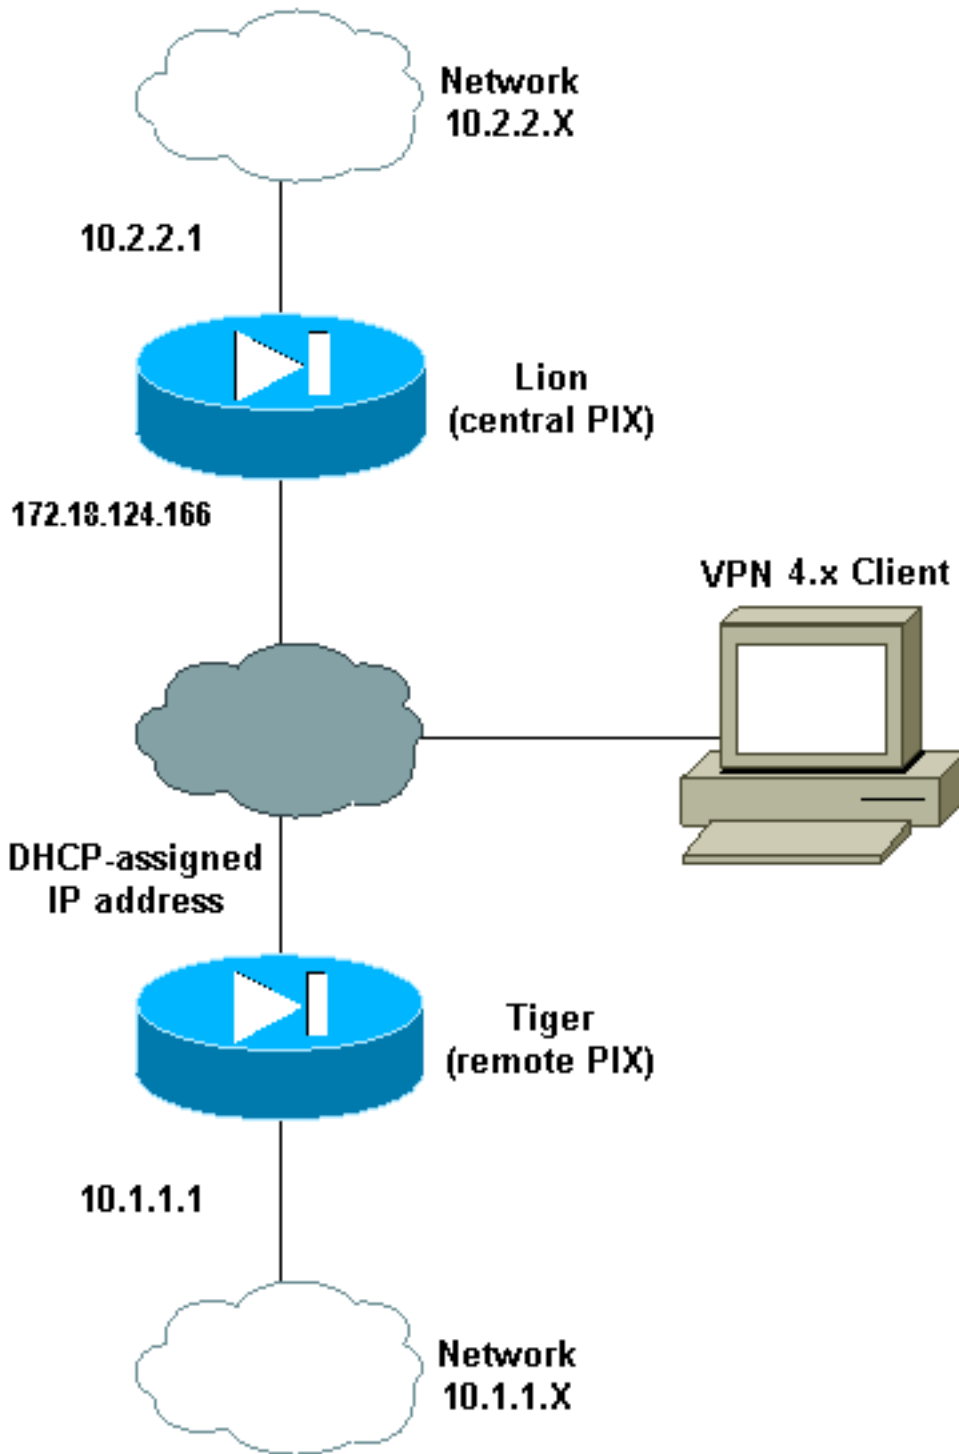 Network
10.2.2.X
10.2.2.1
Lion
(central PIX)
172.18.124.166
VPN 4.x Client
DHCP-assigned
IP address
Tiger
(remote PIX)
10.1.1.1
Network
10.1.1.X